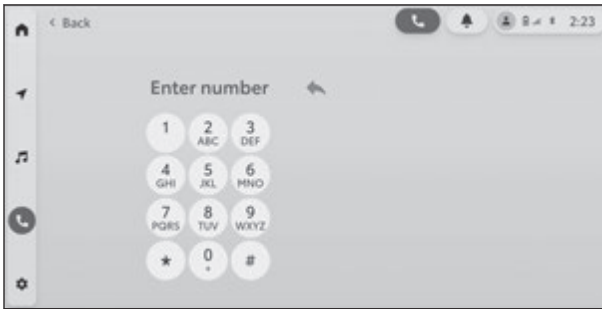 < Back
2:23
Enter number
1
2
ABC
3
DEF
4
GHI
5
JKL
6
MNO
7
PQRS
8
TUV
9
WXYZ
*
0
+
#